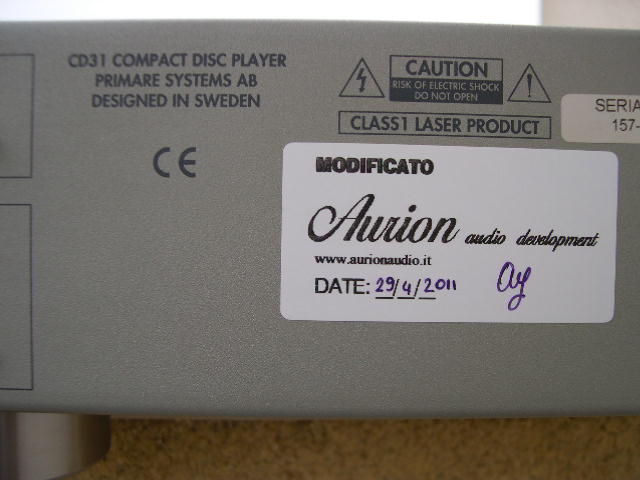 CD31 COMPACT DISC PLAYER
PRIMARE SYSTEMS AB
DESIGNED IN SWEDEN
CE
CAUTION
RISK OF ELECTRIC SHOCK
DO NOT OPEN
CLASS1 LASER PRODUCT
SERIA
157-
MODIFICATO
Aurion audio development
www.aurionaudio.it
DATE: 29/4/2011